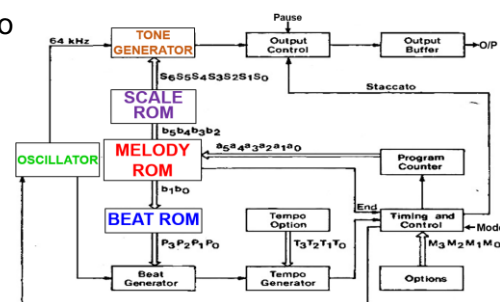 o
Pause
64 kHz
TONE
GENERATOR
Output
Control
Output
Buffer
O/P
S6S5S4S3S2S1S0
Staccato
SCALE
ROM
b5b4b3b2
a5a4a3a2a1a0
OSCILLATOR
MELODY
ROM
Program
Counter
b1b0
End
BEAT ROM
Tempo
Option
Timing and
Control
Mode
P3P2P1P0
T3T2T1T0
M3M2M1M0
Beat
Generator
Tempo
Generator
Options